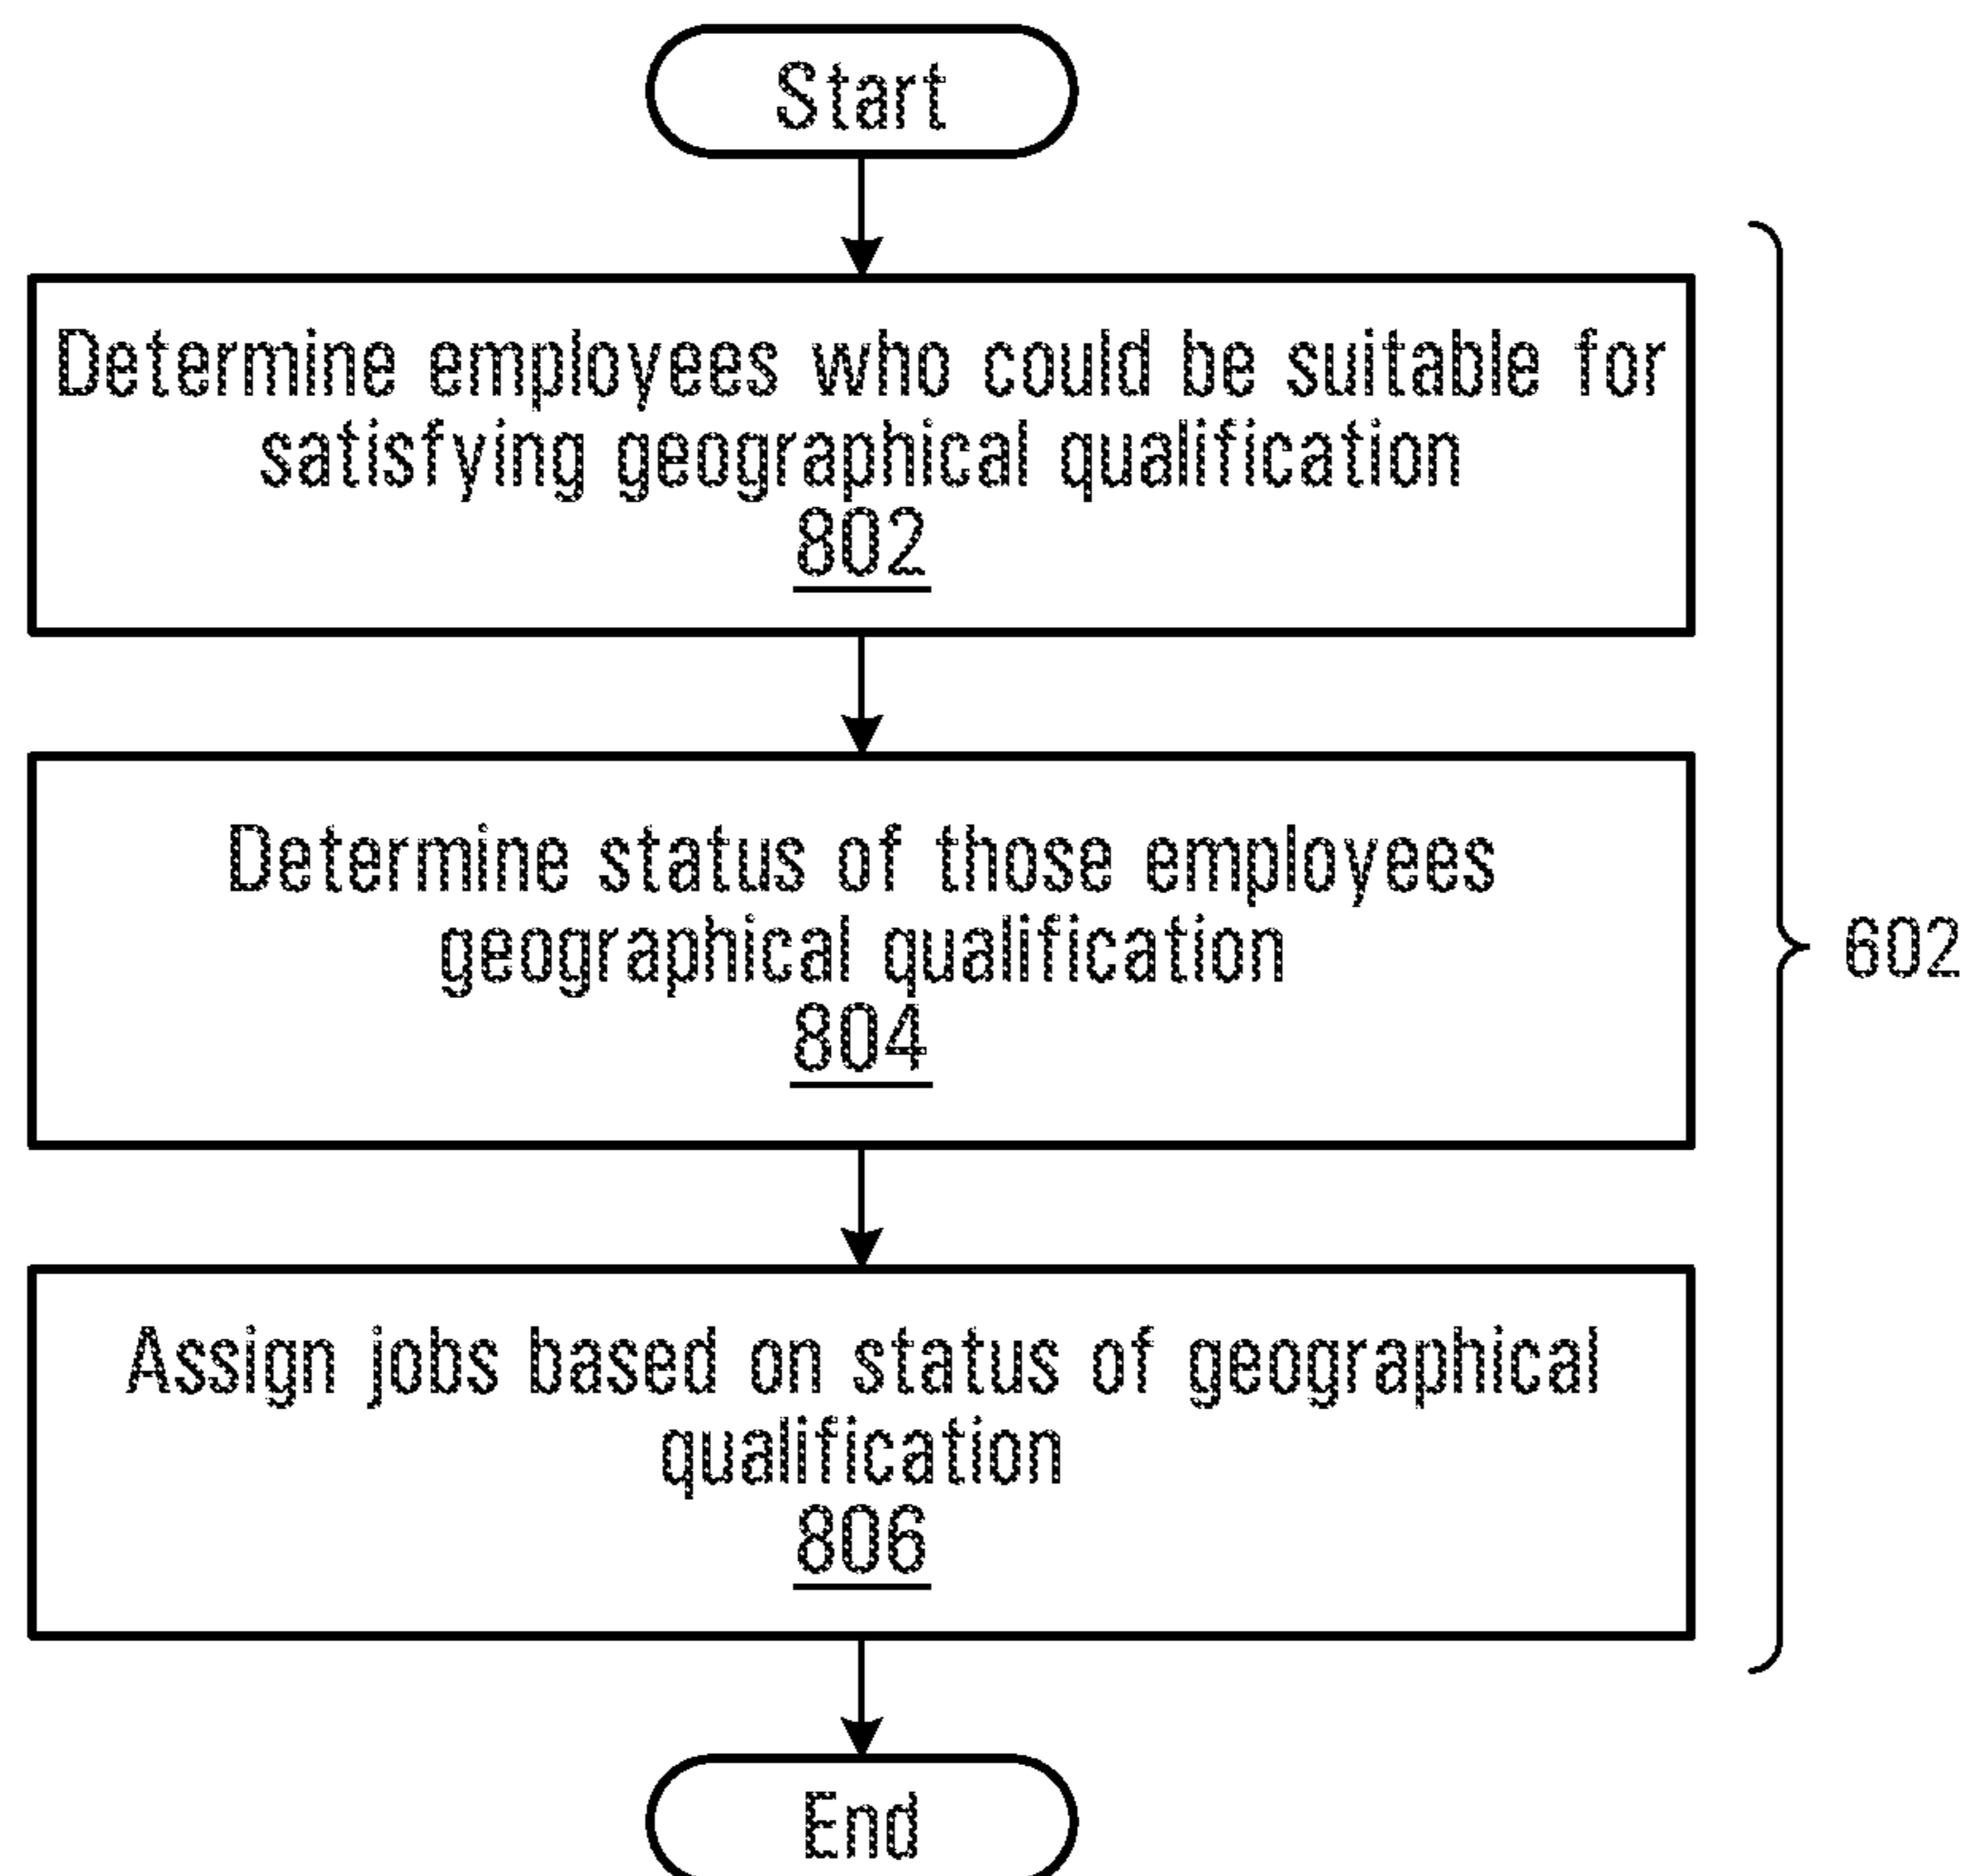 Start
Determine employees who could be suitable for
satisfying geographical qualification
802
Determine status of those employees
geographical qualification
804
602
Assign jobs based on status of geographical
qualification
806
End